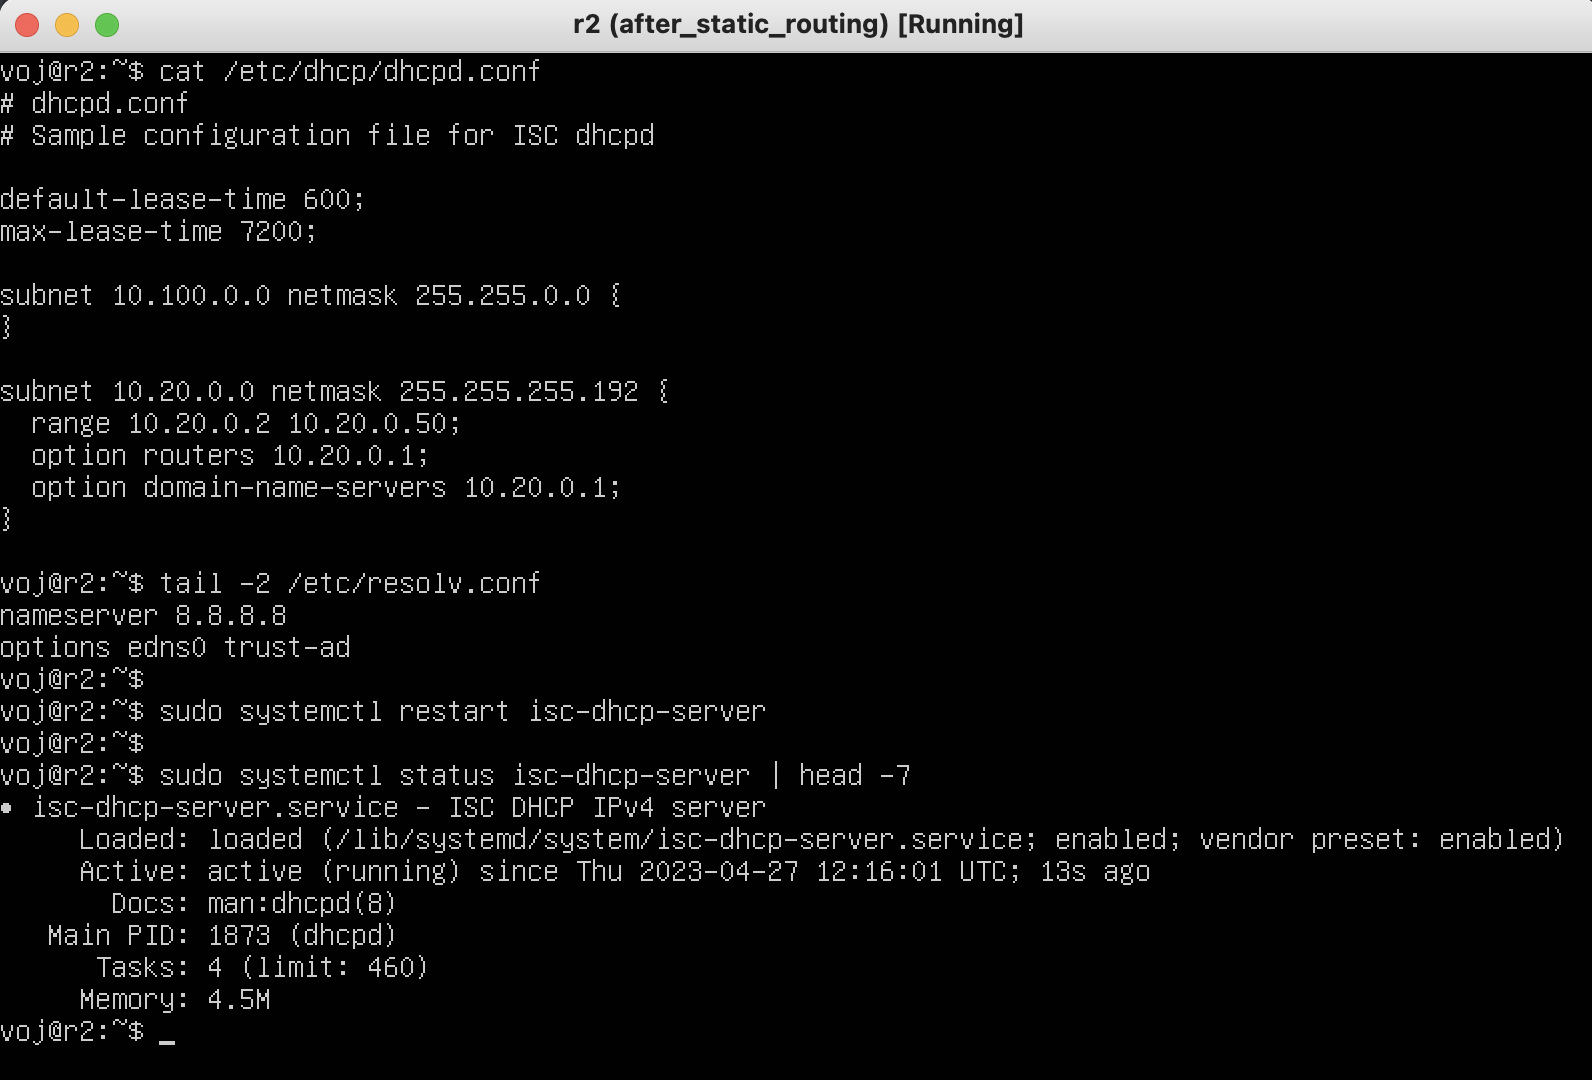 r2 (after_static_routing) [Running]
voj@r2:~$ cat /etc/dhcp/dhcpd.conf
# dhcpd.conf
# Sample configuration file for ISC dhcpd

default-lease-time 600;
max-lease-time 7200;

subnet 10.100.0.0 netmask 255.255.0.0 {
}

subnet 10.20.0.0 netmask 255.255.255.192 {
  range 10.20.0.2 10.20.0.50;
  option routers 10.20.0.1;
  option domain-name-servers 10.20.0.1;
}

voj@r2:~$ tail -2 /etc/resolv.conf
nameserver 8.8.8.8
options edns0 trust-ad
voj@r2:~$
voj@r2:~$ sudo systemctl restart isc-dhcp-server
voj@r2:~$
voj@r2:~$ sudo systemctl status isc-dhcp-server | head -7
● isc-dhcp-server.service - ISC DHCP IPv4 server
     Loaded: loaded (/lib/systemd/system/isc-dhcp-server.service; enabled; vendor preset: enabled)
     Active: active (running) since Thu 2023-04-27 12:16:01 UTC; 13s ago
       Docs: man:dhcpd(8)
   Main PID: 1873 (dhcpd)
      Tasks: 4 (limit: 460)
     Memory: 4.5M
voj@r2:~$ _